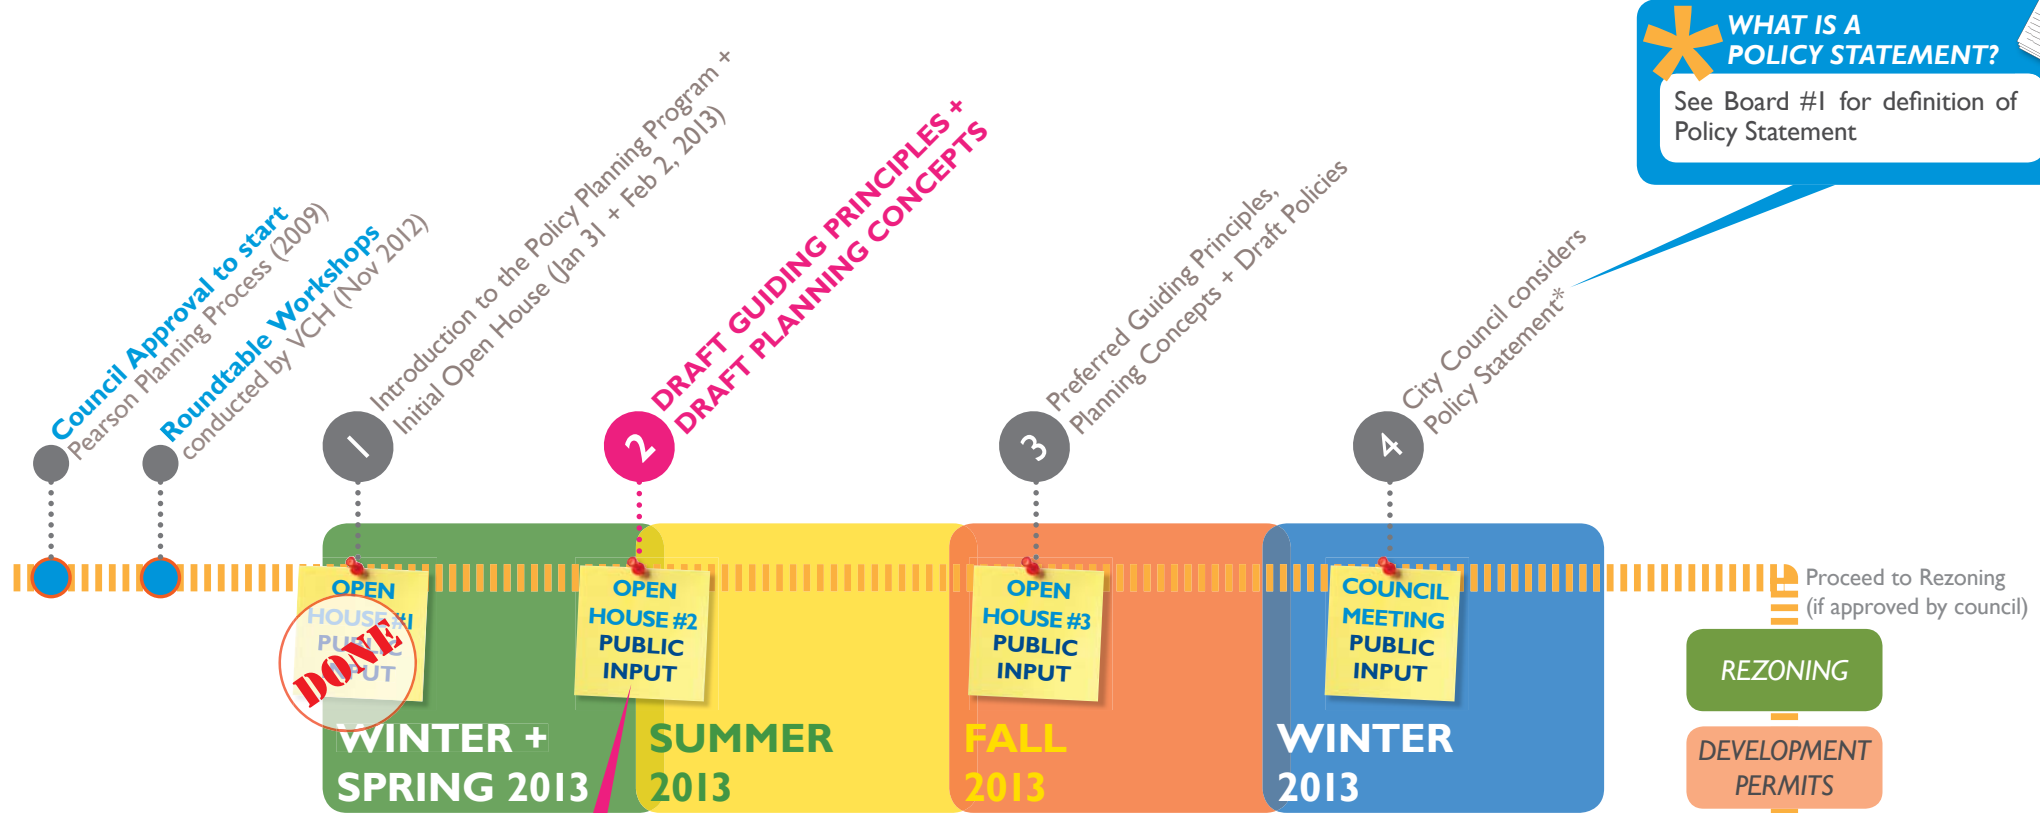 WHAT IS A
POLICY STATEMENT?
See Board #1 for definition of
Policy Statement
Council Approval to start
Pearson Planning Process (2009)
Roundtable Workshops
conducted by VCH (Nov 2012)
1
Introduction to the Policy Planning Program +
Initial Open House (Jan 31 + Feb 2, 2013)
2
DRAFT GUIDING PRINCIPLES +
DRAFT PLANNING CONCEPTS
3
Preferred Guiding Principles,
Planning Concepts + Draft Policies
4
City Council considers
Policy Statement*
OPEN
HOUSE #1
PUBLIC
INPUT
DONE
WINTER +
SPRING 2013
OPEN
HOUSE #2
PUBLIC
INPUT
SUMMER
2013
OPEN
HOUSE #3
PUBLIC
INPUT
FALL
2013
COUNCIL
MEETING
PUBLIC
INPUT
WINTER
2013
Proceed to Rezoning
(if approved by council)
REZONING
DEVELOPMENT
PERMITS